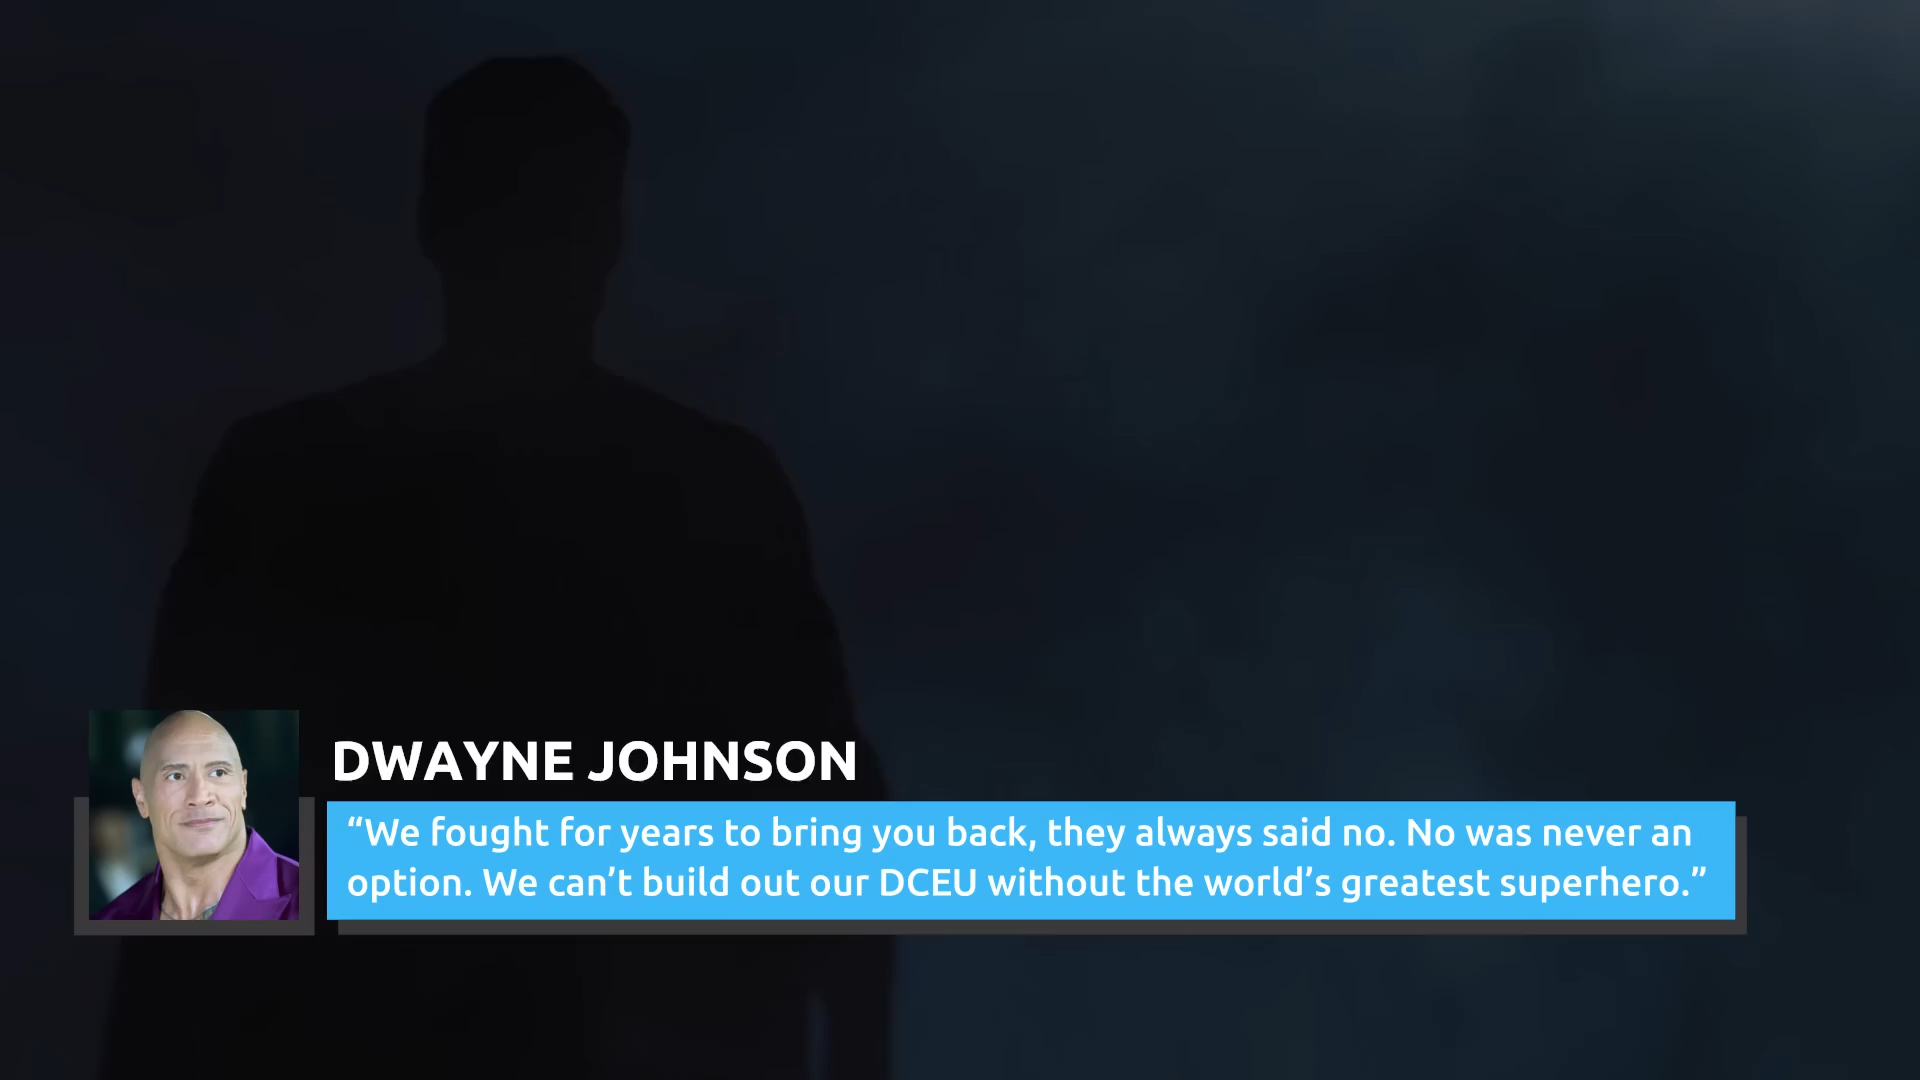 DWAYNE JOHNSON
“We fought for years to bring you back, they always said no. No was never an
option. We can’t build out our DCEU without the world’s greatest superhero.”